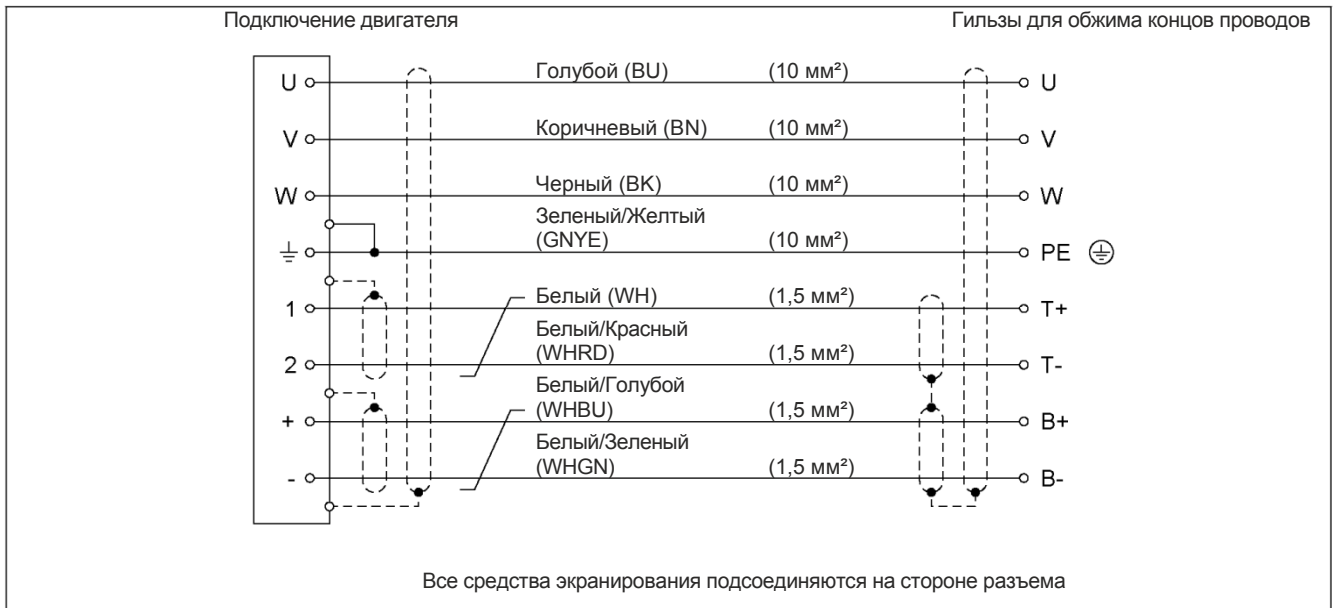 Подключение двигателя Гильзы для обжима концов проводов
U Голубой (BU) (10 мм²) U
V Коричневый (BN) (10 мм²) V
W Черный (BK) (10 мм²) W
Зеленый/Желтый
(GNYE) (10 мм²) PE
1 Белый (WH) (1,5 мм²) T+
Белый/Красный
2 (WHRD) (1,5 мм²) T-
Белый/Голубой
+ (WHBU) (1,5 мм²) B+
Белый/Зеленый
- (WHGN) (1,5 мм²) B-
Все средства экранирования подсоединяются на стороне разъема